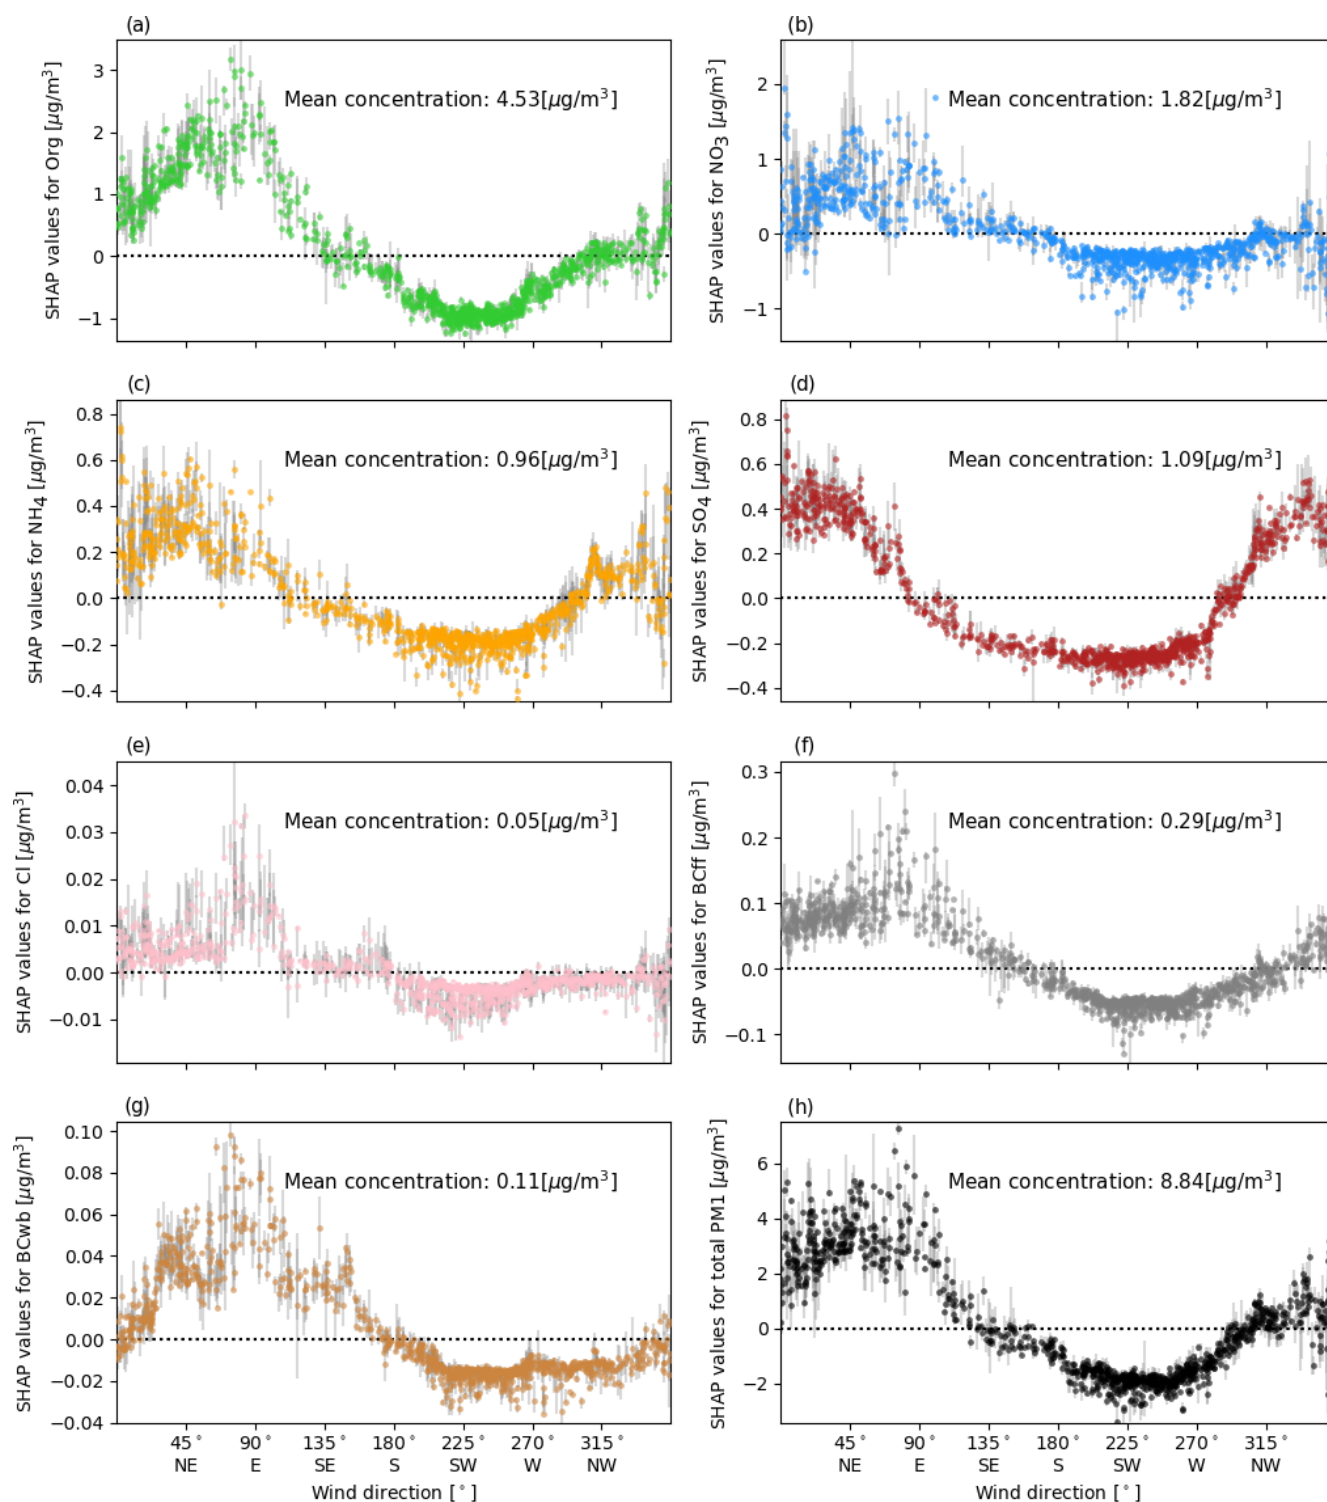 (a)
SHAP values for Org [µg/m³]
3
2
1
0
−1
Mean concentration: 4.53[µg/m³]
(b)
SHAP values for NO₃ [µg/m³]
2
1
0
−1
Mean concentration: 1.82[µg/m³]
(c)
SHAP values for NH₄ [µg/m³]
0.8
0.6
0.4
0.2
0.0
−0.2
−0.4
Mean concentration: 0.96[µg/m³]
(d)
SHAP values for SO₄ [µg/m³]
0.8
0.6
0.4
0.2
0.0
−0.2
−0.4
Mean concentration: 1.09[µg/m³]
(e)
SHAP values for Cl [µg/m³]
0.04
0.03
0.02
0.01
0.00
−0.01
Mean concentration: 0.05[µg/m³]
(f)
SHAP values for BCff [µg/m³]
0.3
0.2
0.1
0.0
−0.1
Mean concentration: 0.29[µg/m³]
(g)
SHAP values for BCwb [µg/m³]
0.10
0.08
0.06
0.04
0.02
0.00
−0.02
−0.04
Mean concentration: 0.11[µg/m³]
45° 90° 135° 180° 225° 270° 315°
NE E SE S SW W NW
Wind direction [°]
(h)
SHAP values for total PM1 [µg/m³]
6
4
2
0
−2
Mean concentration: 8.84[µg/m³]
45° 90° 135° 180° 225° 270° 315°
NE E SE S SW W NW
Wind direction [°]